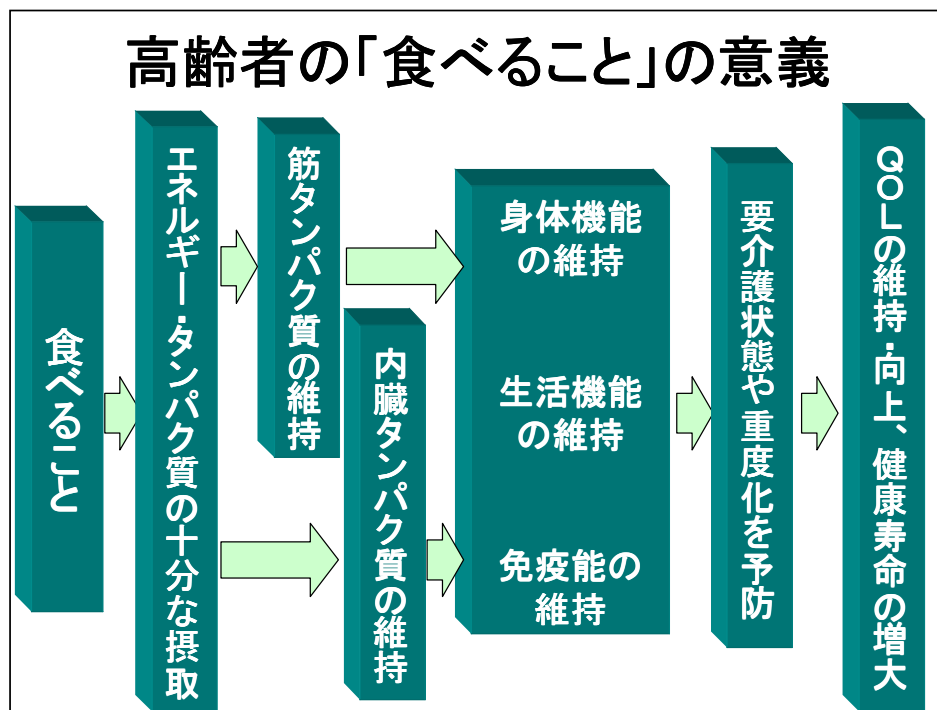 高齢者の「食べること」の意義
食べること
エネルギー・タンパク質の十分な摂取
筋タンパク質の維持
内臓タンパク質の維持
身体機能
の維持
生活機能
の維持
免疫能の
維持
要介護状態や重度化を予防
ＱＯＬの維持・向上、健康寿命の増大